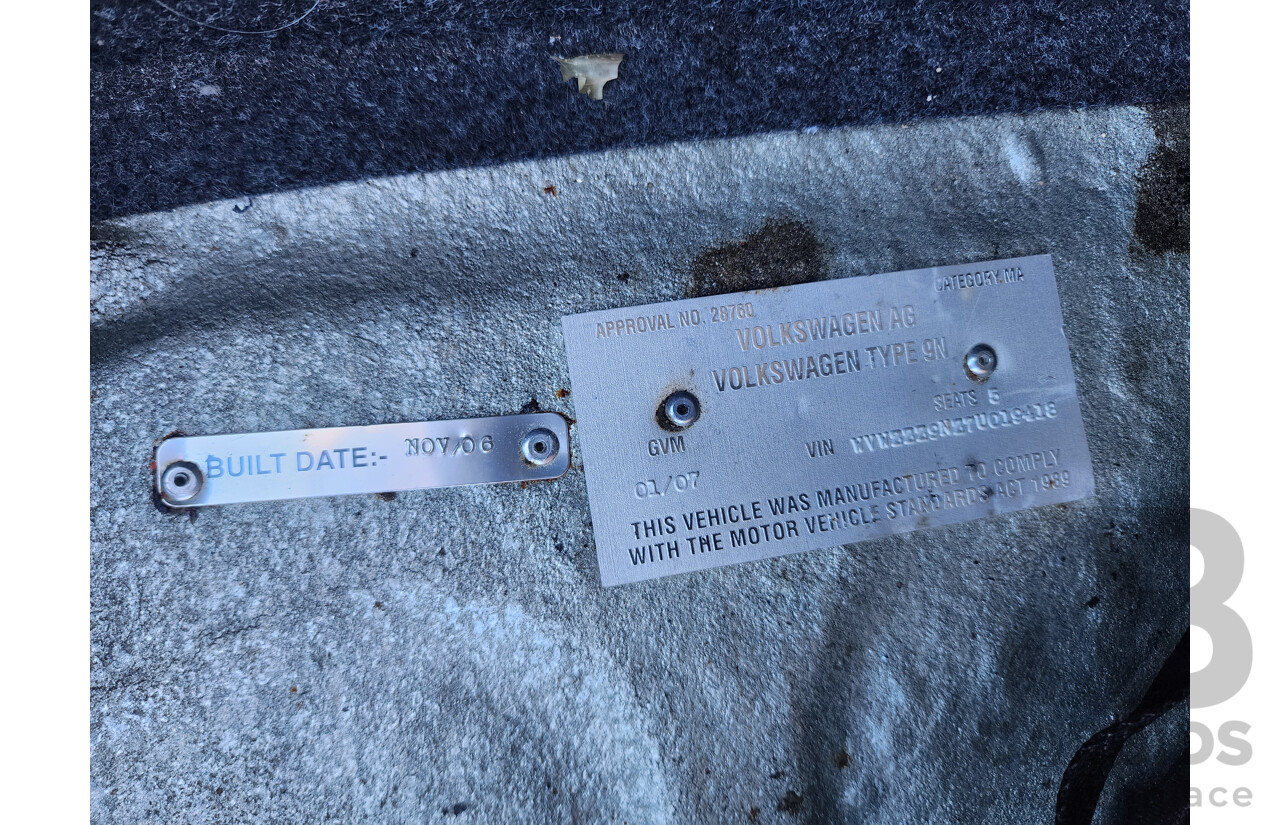 APPROVAL NO. 28760
CATEGORY MA
VOLKSWAGEN AG
VOLKSWAGEN TYPE 9N
SEATS 5
GVM
VIN WVWZZZ9NZ7U019418
01/07
THIS VEHICLE WAS MANUFACTURED TO COMPLY
WITH THE MOTOR VEHICLE STANDARDS ACT 1989
BUILT DATE:- NOV/06